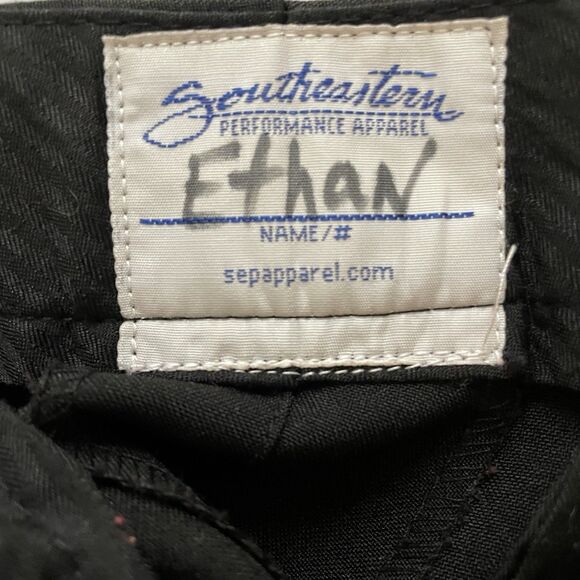 Southeastern
PERFORMANCE APPAREL
EthaN
NAME/#
sepapparel.com